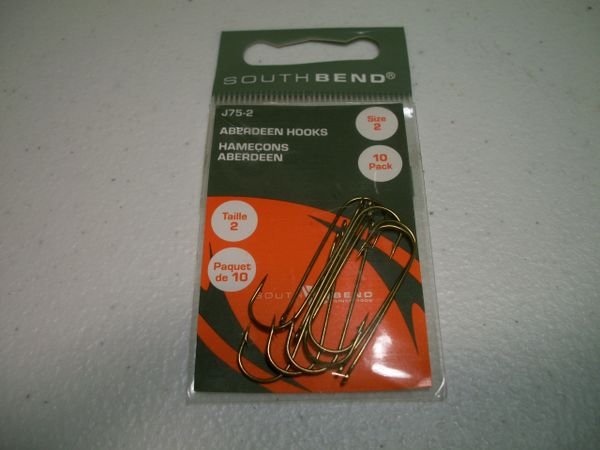 SOUTHBEND®
J75-2
ABERDEEN HOOKS
HAMECONS
ABERDEEN
Size
2
10
Pack
Taille
2
Paquet
de 10
SOUTH BEND